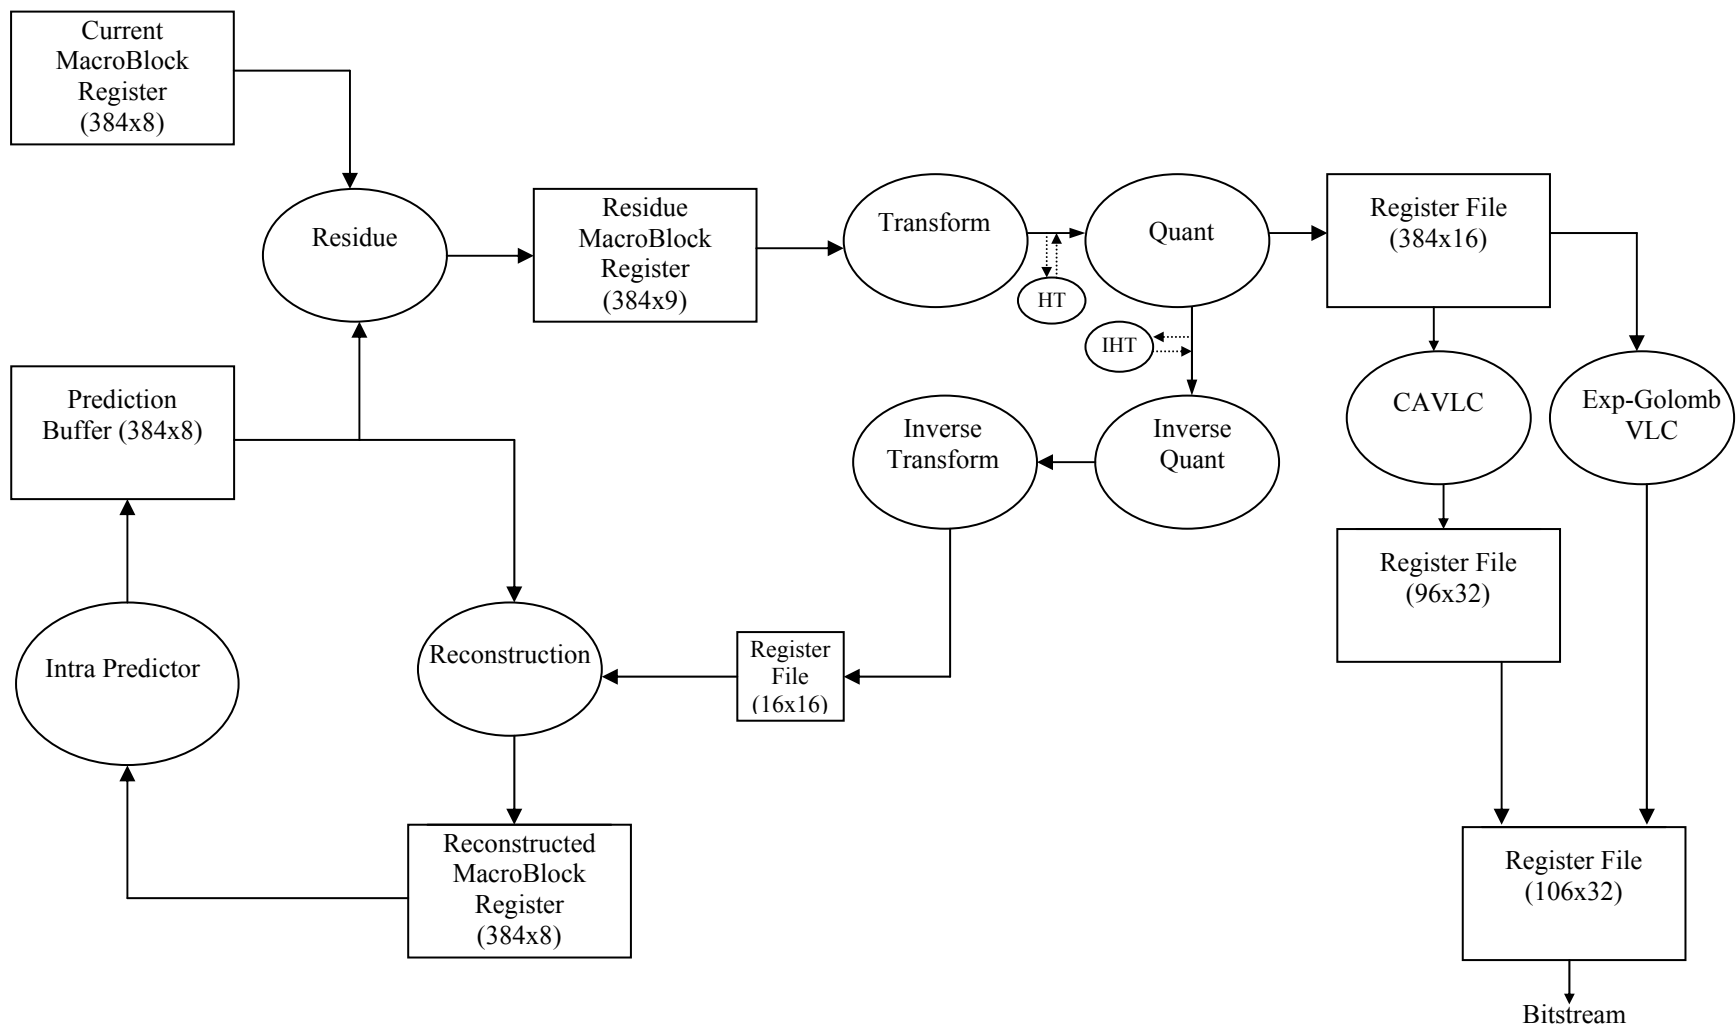 Current
MacroBlock
Register
(384x8)
Residue
Residue
MacroBlock
Register
(384x9)
Transform
HT
Quant
IHT
Register File
(384x16)
Prediction
Buffer (384x8)
Inverse
Transform
Inverse
Quant
CAVLC
Exp-Golomb
VLC
Register File
(96x32)
Intra Predictor
Reconstruction
Register
File
(16x16)
Reconstructed
MacroBlock
Register
(384x8)
Register File
(106x32)
Bitstream